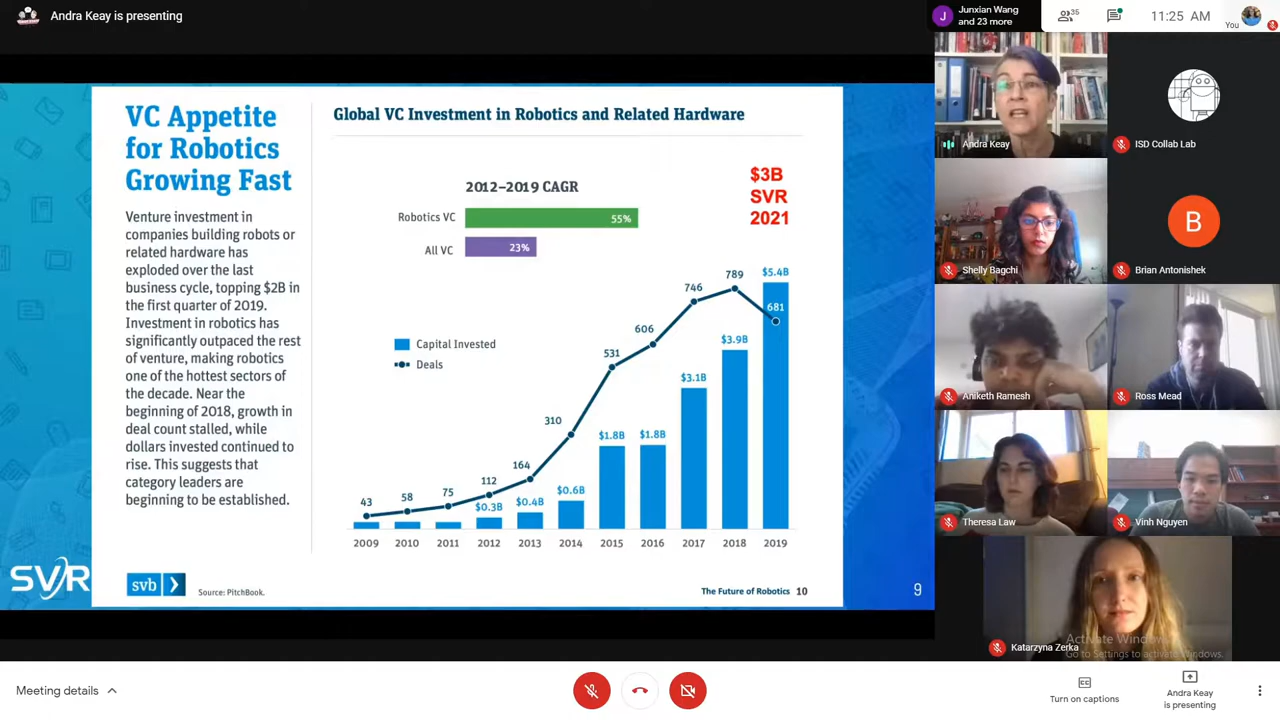 Andra Keay is presenting
Junxian Wang
and 23 more
35
11:25 AM
You
J
VC Appetite
for Robotics
Growing Fast
Venture investment in
companies building robots or
related hardware has
exploded over the last
business cycle, topping $2B in
the first quarter of 2019.
Investment in robotics has
significantly outpaced the rest
of venture, making robotics
one of the hottest sectors of
the decade. Near the
beginning of 2018, growth in
deal count stalled, while
dollars invested continued to
rise. This suggests that
category leaders are
beginning to be established.
Global VC Investment in Robotics and Related Hardware
2012–2019 CAGR
Robotics VC 55%
All VC 23%
$3B
SVR
2021
Capital Invested
Deals
43 58 75 112 164 310 531 606 746 789 681
$0.3B $0.4B $0.6B $1.8B $1.8B $3.1B $3.9B $5.4B
2009 2010 2011 2012 2013 2014 2015 2016 2017 2018 2019
SVR
svb
Source: PitchBook.
The Future of Robotics 10
9
Andra Keay
ISD Collab Lab
Shelly Bagchi
B
Brian Antonishek
Aniketh Ramesh
Ross Mead
Theresa Law
Vinh Nguyen
Katarzyna Zerka
Activate Windows
Go to Settings to activate Windows.
Meeting details
CC
Turn on captions
Andra Keay
is presenting